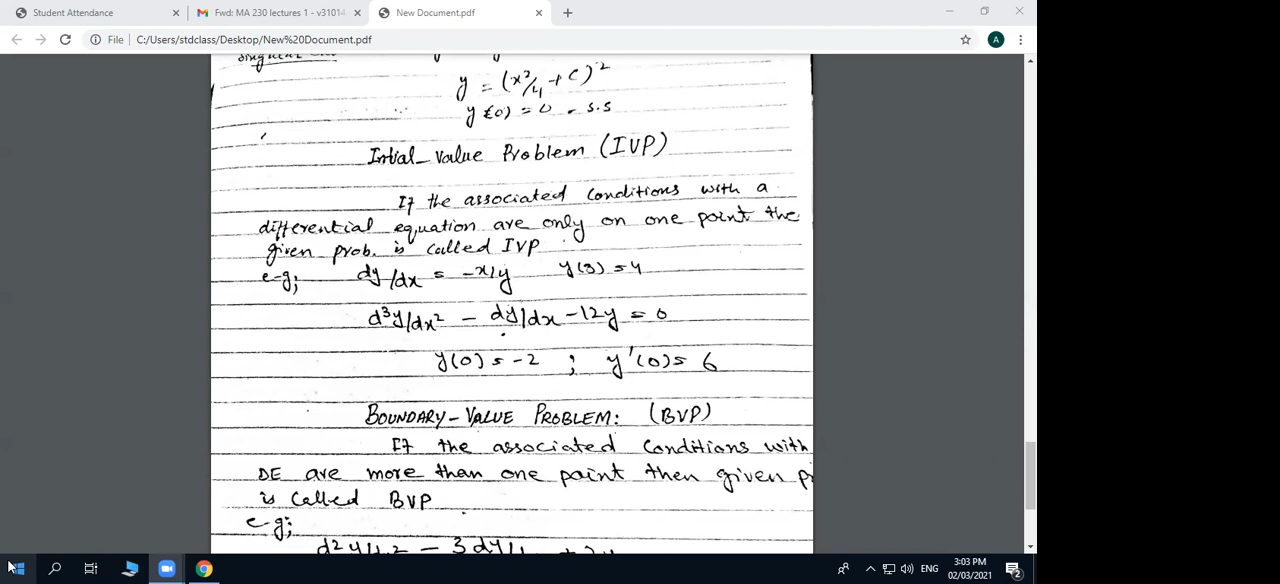 Student Attendance
Fwd: MA 230 lectures 1 - v31014
New Document.pdf
File C:/Users/stdclass/Desktop/New%20Document.pdf
A
y = (x²/4 + C)²
y(0) = 0 - S.S
Intial-Value Problem (IVP)
If the associated conditions with a
differential equation are only on one point the
given prob. is called IVP
e-g; dy/dx = -x/y y(3) = 4
d³y/dx² - dy/dx - 12y = 0
y(0) = -2 ; y'(0) = 6
BOUNDARY-VALUE PROBLEM: (BVP)
If the associated conditions with
DE are more than one point then given
is called BVP
e-g;
ENG
3:03 PM
02/03/2021
2